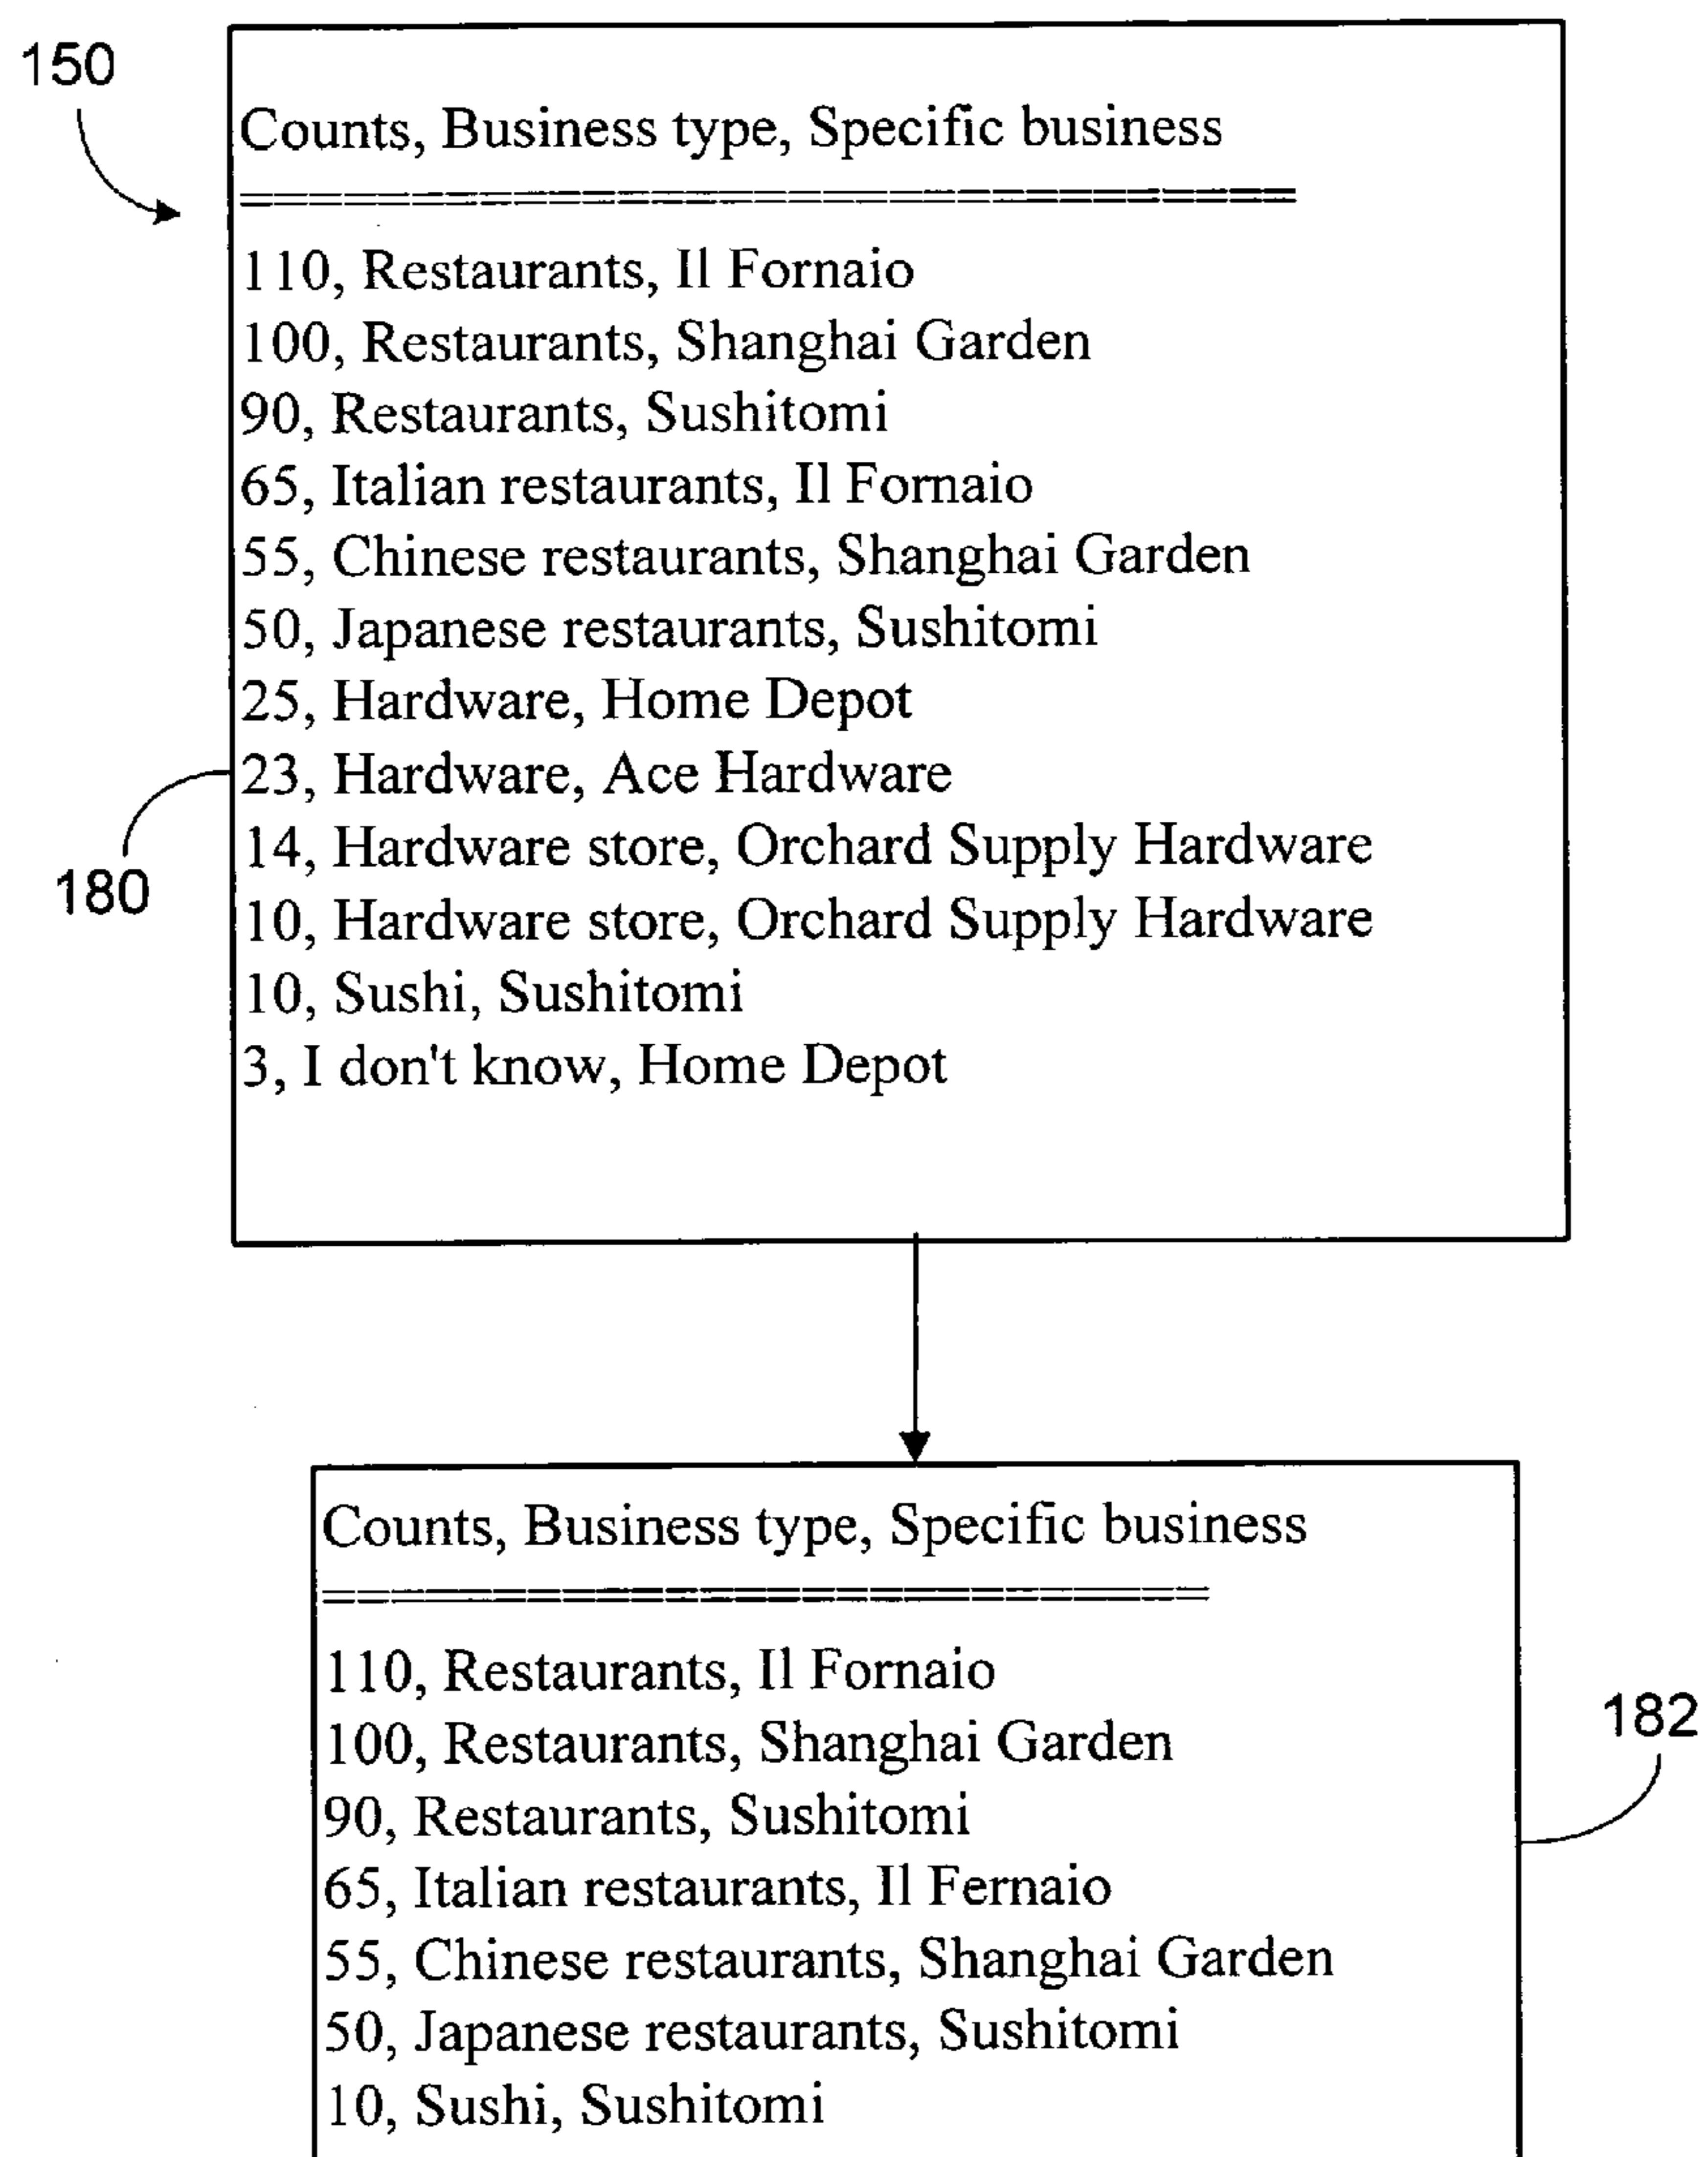 150
Counts, Business type, Specific business
===============================
110, Restaurants, Il Fornaio
100, Restaurants, Shanghai Garden
90, Restaurants, Sushitomi
65, Italian restaurants, Il Fornaio
55, Chinese restaurants, Shanghai Garden
50, Japanese restaurants, Sushitomi
25, Hardware, Home Depot
23, Hardware, Ace Hardware
14, Hardware store, Orchard Supply Hardware
180
10, Hardware store, Orchard Supply Hardware
10, Sushi, Sushitomi
3, I don't know, Home Depot
Counts, Business type, Specific business
==========================
110, Restaurants, Il Fornaio
100, Restaurants, Shanghai Garden
182
90, Restaurants, Sushitomi
65, Italian restaurants, Il Fernaio
55, Chinese restaurants, Shanghai Garden
50, Japanese restaurants, Sushitomi
10, Sushi, Sushitomi